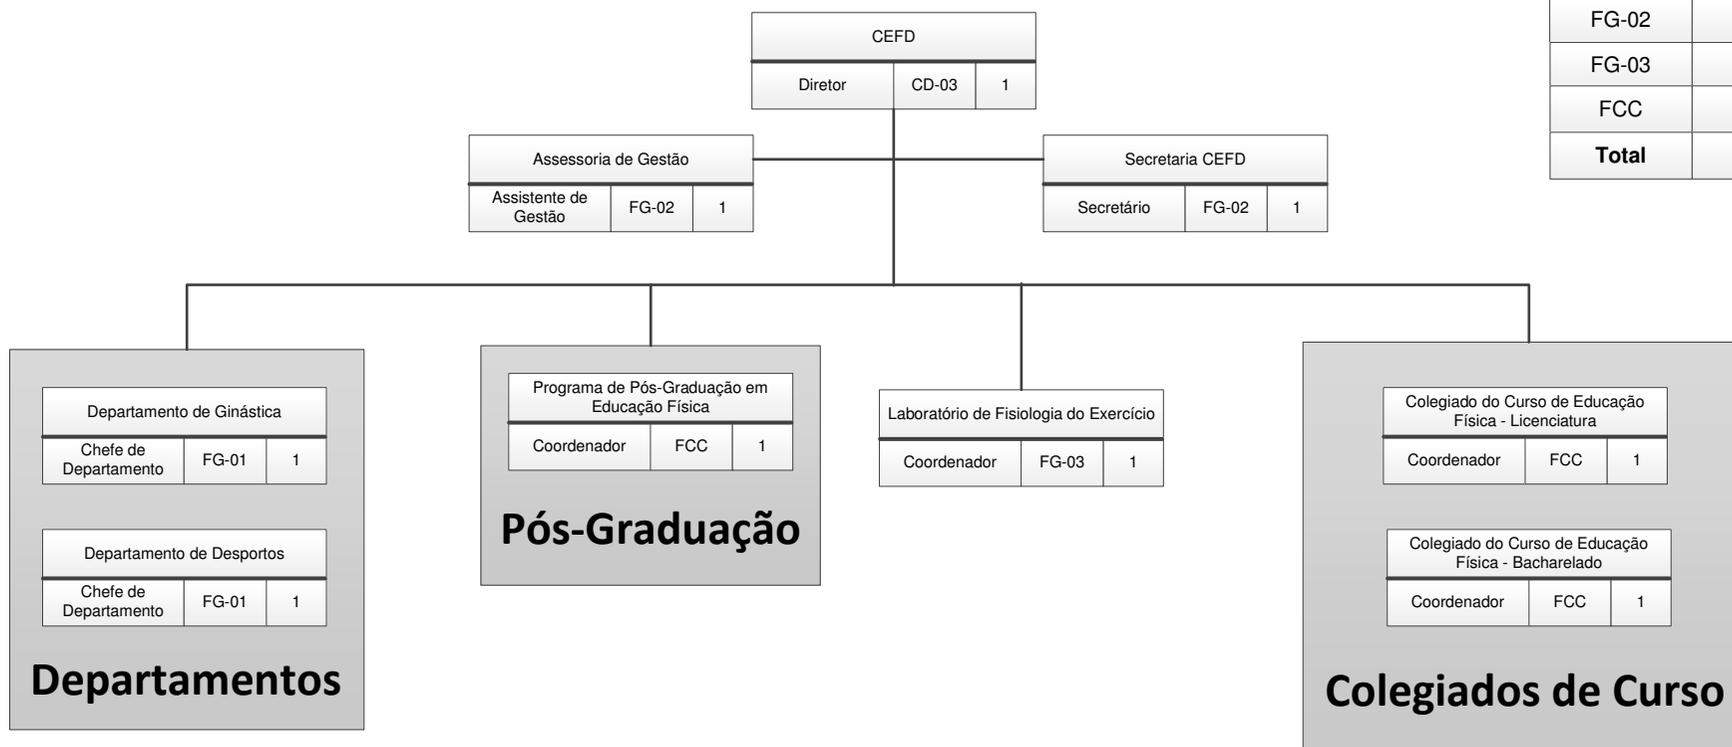 CEFD
Diretor CD-03 1
FG-02
FG-03
FCC
Total
Assessoria de Gestão
Assistente de
Gestão
FG-02 1
Secretaria CEFD
Secretário FG-02 1
Departamento de Ginástica
Chefe de
Departamento
FG-01 1
Departamento de Desportos
Chefe de
Departamento
FG-01 1
Departamentos
Programa de Pós-Graduação em
Educação Física
Coordenador FCC 1
Pós-Graduação
Laboratório de Fisiologia do Exercício
Coordenador FG-03 1
Colegiado do Curso de Educação
Física - Licenciatura
Coordenador FCC 1
Colegiado do Curso de Educação
Física - Bacharelado
Coordenador FCC 1
Colegiados de Curso